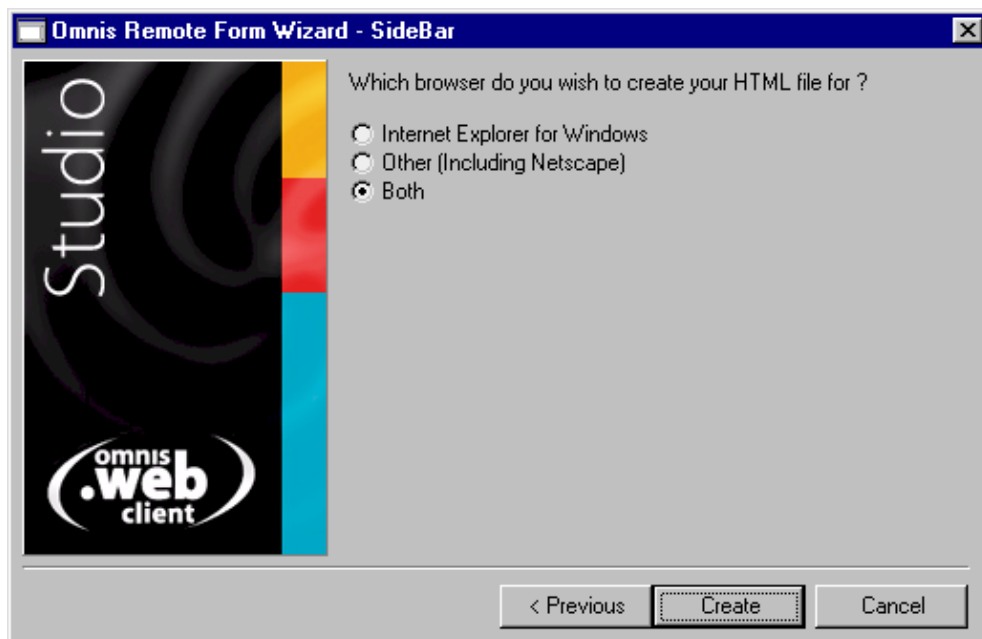 Omnis Remote Form Wizard - SideBar
Studio
omnis
.web
client
Which browser do you wish to create your HTML file for ?
Internet Explorer for Windows
Other (Including Netscape)
Both
< Previous
Create
Cancel